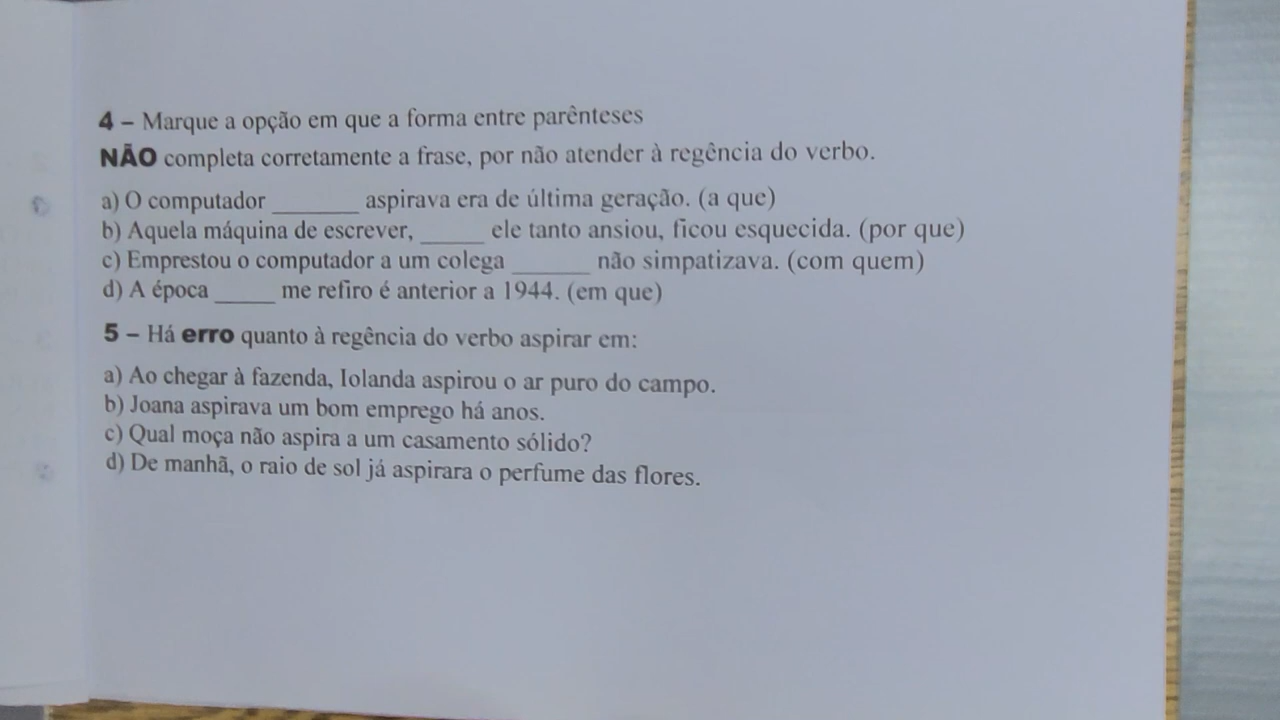 4 – Marque a opção em que a forma entre parênteses
NÃO completa corretamente a frase, por não atender à regência do verbo.
a) O computador _______ aspirava era de última geração. (a que)
b) Aquela máquina de escrever, _____ ele tanto ansiou, ficou esquecida. (por que)
c) Emprestou o computador a um colega ______ não simpatizava. (com quem)
d) A época _____ me refiro é anterior a 1944. (em que)
5 – Há erro quanto à regência do verbo aspirar em:
a) Ao chegar à fazenda, Iolanda aspirou o ar puro do campo.
b) Joana aspirava um bom emprego há anos.
c) Qual moça não aspira a um casamento sólido?
d) De manhã, o raio de sol já aspirara o perfume das flores.